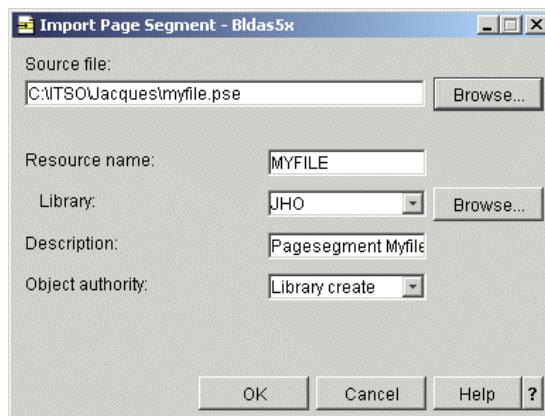 Import Page Segment - Bldas5x
Source file:
C:\ITSO\Jacques\myfile.pse
Browse...
Resource name:
MYFILE
Library:
JHO
Browse...
Description:
Pagesegment Myfile
Object authority:
Library create
OK
Cancel
Help
?